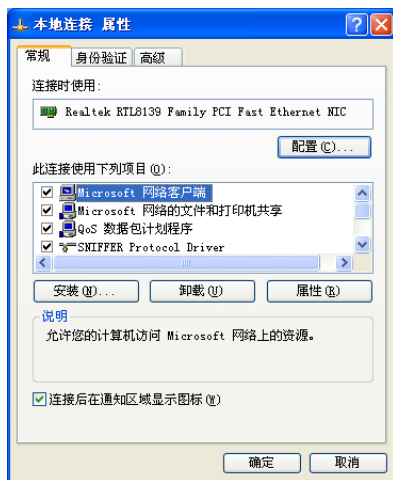 本地连接 属性
常规 身份验证 高级
连接时使用:
Realtek RTL8139 Family PCI Fast Ethernet NIC
配置(C)...
此连接使用下列项目(O):
Microsoft 网络客户端
Microsoft 网络的文件和打印机共享
QoS 数据包计划程序
SNIFFER Protocol Driver
安装(N)... 卸载(U) 属性(R)
说明
允许您的计算机访问 Microsoft 网络上的资源。
连接后在通知区域显示图标(W)
确定 取消